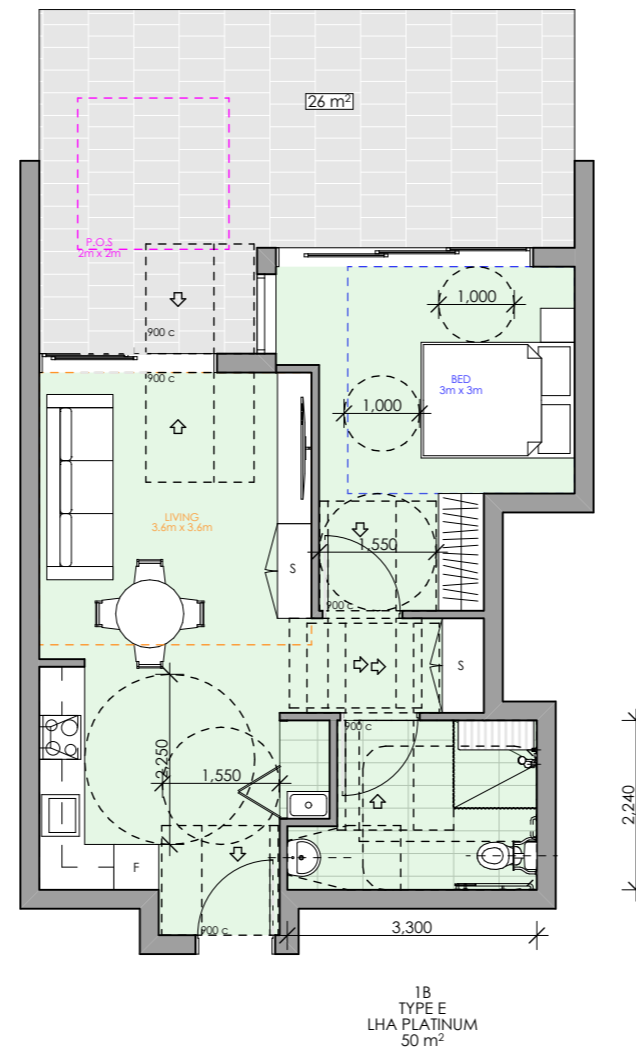 26 m²
P.O.S
2m x 2m
1,000
900 c
900 c
BED
3m x 3m
1,000
LIVING
3.6m x 3.6m
1,550
S
900 c
S
900 c
2,250
1,550
2,240
F
900 c
3,300
1B
TYPE E
LHA PLATINUM
50 m²